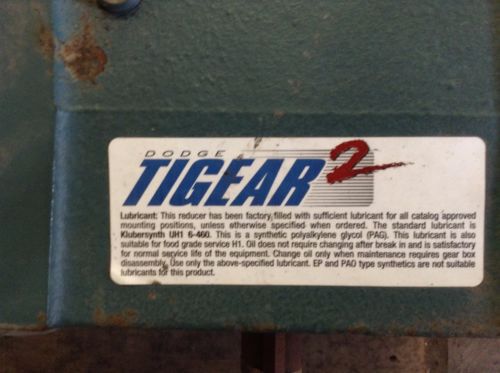 DODGE
TIGEAR 2
Lubricant: This reducer has been factory filled with sufficient lubricant for all catalog approved
mounting positions, unless otherwise specified when ordered. The standard lubricant is
Klubersynth UH1 6-460. This is a synthetic polyalkylene glycol (PAG). This lubricant is also
suitable for food grade service H1. Oil does not require changing after break in and is satisfactory
for normal service life of the equipment. Change oil only when maintenance requires gear box
disassembly. Use only the above-specified lubricant. EP and PAO type synthetics are not suitable
lubricants for this product.